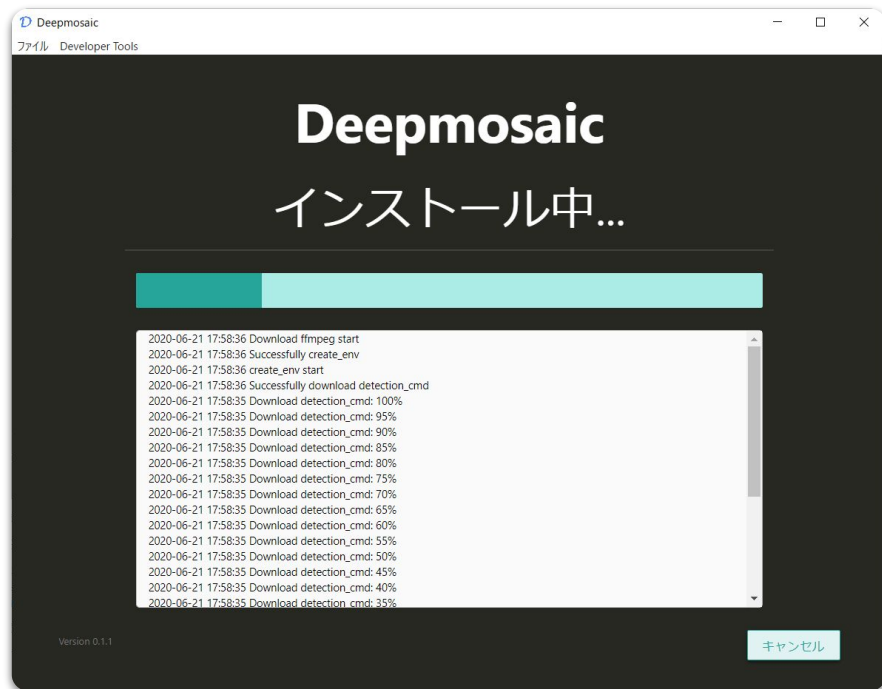 Deepmosaic
ファイル Developer Tools
Deepmosaic
インストール中...
2020-06-21 17:58:36 Download ffmpeg start
2020-06-21 17:58:36 Successfully create_env
2020-06-21 17:58:36 create_env start
2020-06-21 17:58:36 Successfully download detection_cmd
2020-06-21 17:58:35 Download detection_cmd: 100%
2020-06-21 17:58:35 Download detection_cmd: 95%
2020-06-21 17:58:35 Download detection_cmd: 90%
2020-06-21 17:58:35 Download detection_cmd: 85%
2020-06-21 17:58:35 Download detection_cmd: 80%
2020-06-21 17:58:35 Download detection_cmd: 75%
2020-06-21 17:58:35 Download detection_cmd: 70%
2020-06-21 17:58:35 Download detection_cmd: 65%
2020-06-21 17:58:35 Download detection_cmd: 60%
2020-06-21 17:58:35 Download detection_cmd: 55%
2020-06-21 17:58:35 Download detection_cmd: 50%
2020-06-21 17:58:35 Download detection_cmd: 45%
2020-06-21 17:58:35 Download detection_cmd: 40%
2020-06-21 17:58:35 Download detection_cmd: 35%
Version 0.1.1
キャンセル